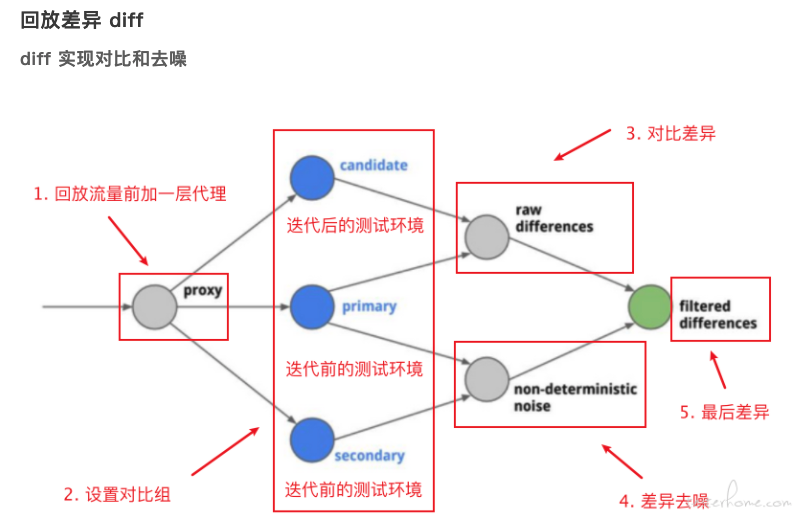 回放差异 diff
diff 实现对比和去噪
3. 对比差异
candidate
1. 回放流量前加一层代理
raw
differences
迭代后的测试环境
proxy
primary
filtered
differences
迭代前的测试环境
non-deterministic
noise
5. 最后差异
secondary
2. 设置对比组
迭代前的测试环境
4. 差异去噪